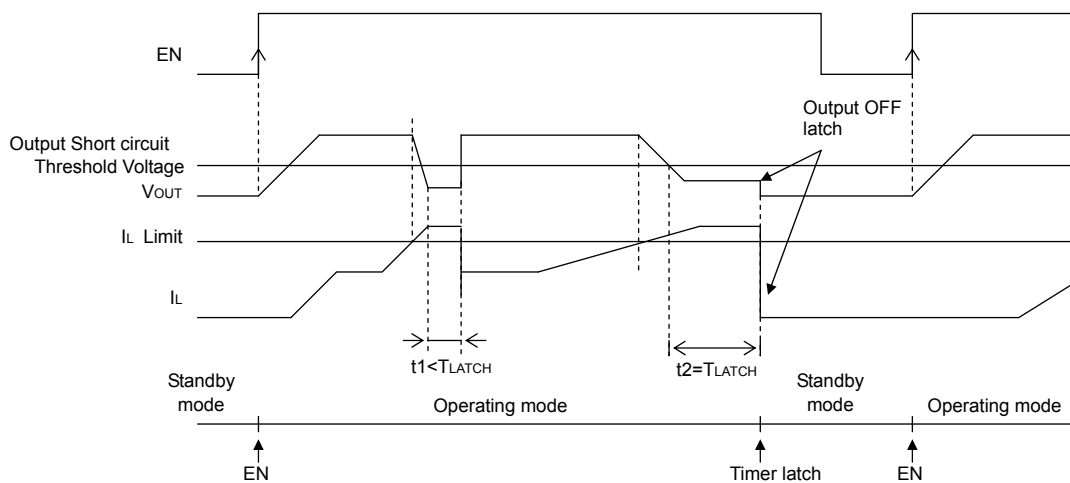 EN
Output OFF
latch
Output Short circuit
Threshold Voltage
VOUT
IL Limit
IL
t1<TLATCH
t2=TLATCH
Standby
mode
Operating mode
Standby
mode
Operating mode
EN
Timer latch
EN